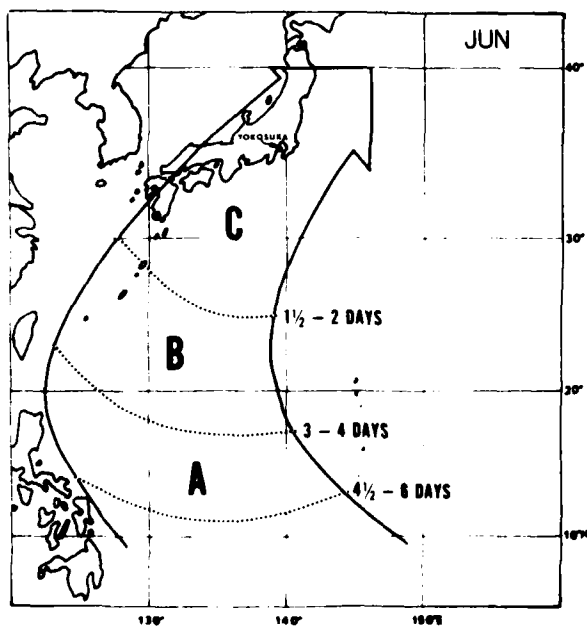 JUN
40°
YOKOSUKA
C
30°
1½ – 2 DAYS
B
20°
3 – 4 DAYS
A
4½ – 6 DAYS
10°N
130°
140°
150°E